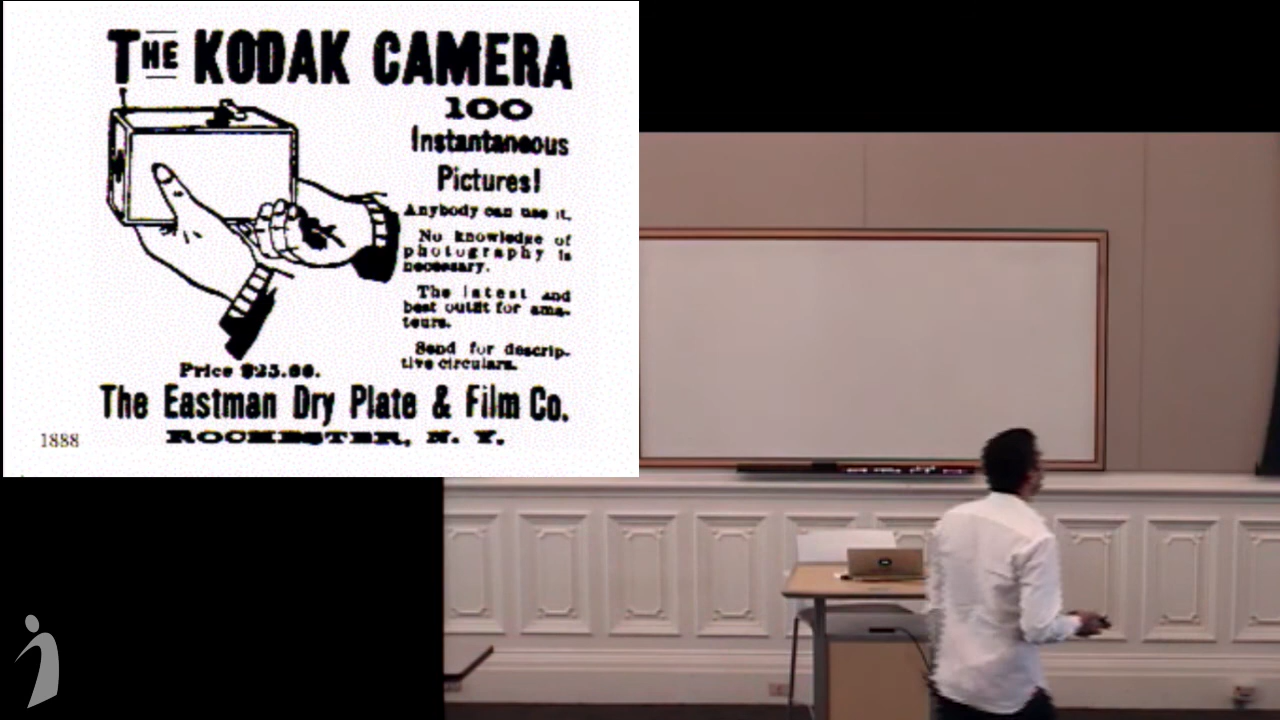 THE KODAK CAMERA
100
Instantaneous
Pictures!
Anybody can use it.
No knowledge of
photography is
necessary.
The latest and
best outfit for ama-
teurs.
Send for descrip-
tive circulars.
Price $25.00.
The Eastman Dry Plate & Film Co.
ROCHESTER, N. Y.
1888